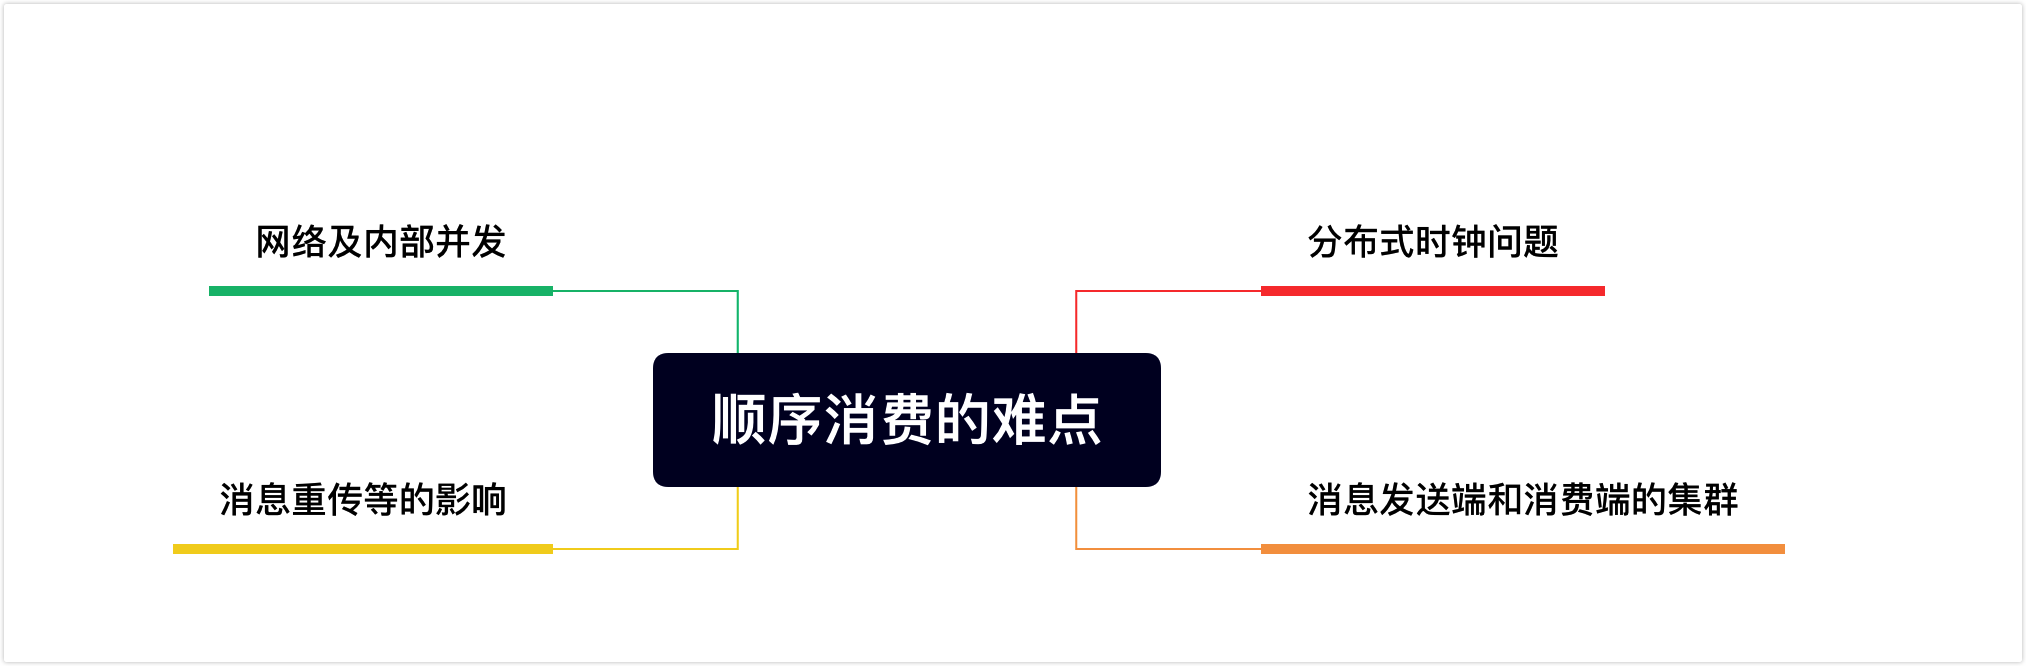 网络及内部并发
分布式时钟问题
顺序消费的难点
消息重传等的影响
消息发送端和消费端的集群